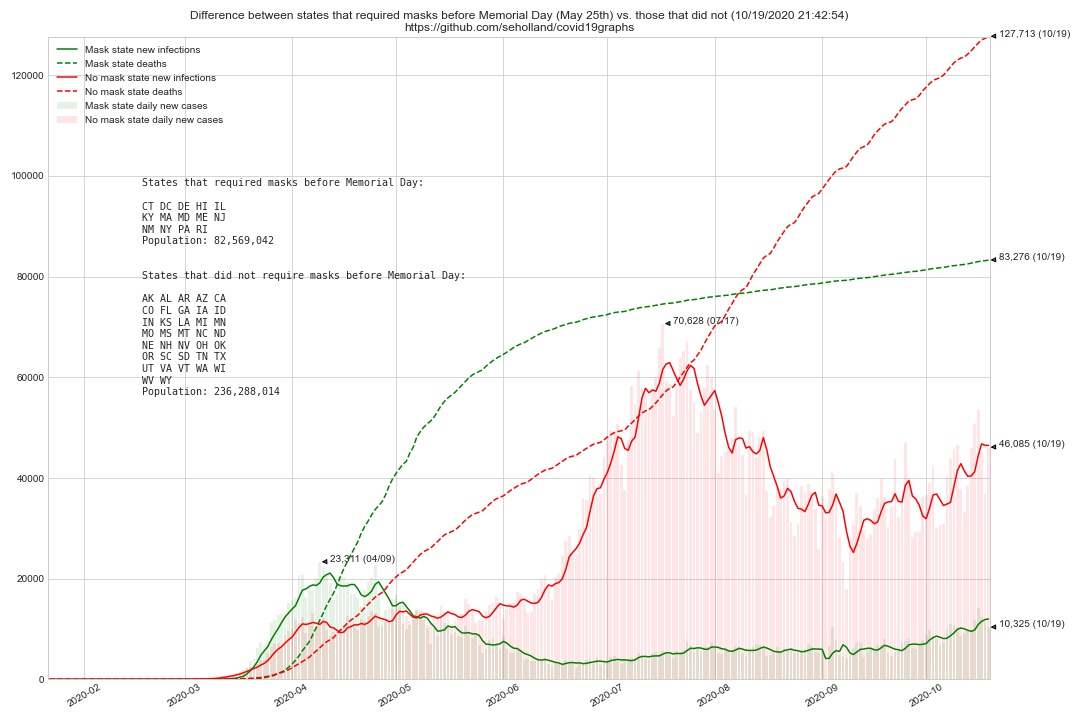 Difference between states that required masks before Memorial Day (May 25th) vs. those that did not (10/19/2020 21:42:54)
https://github.com/seholland/covid19graphs
Mask state new infections
Mask state deaths
No mask state new infections
No mask state deaths
Mask state daily new cases
No mask state daily new cases
127,713 (10/19)
120000
100000
80000
60000
40000
20000
0
States that required masks before Memorial Day:
CT DC DE HI IL
KY MA MD ME NJ
NM NY PA RI
Population: 82,569,042
States that did not require masks before Memorial Day:
AK AL AR AZ CA
CO FL GA IA ID
IN KS LA MI MN
MO MS MT NC ND
NE NH NV OH OK
OR SC SD TN TX
UT VA VT WA WI
WV WY
Population: 236,288,014
83,276 (10/19)
70,628 (07/17)
46,085 (10/19)
23,311 (04/09)
10,325 (10/19)
2020-02
2020-03
2020-04
2020-05
2020-06
2020-07
2020-08
2020-09
2020-10